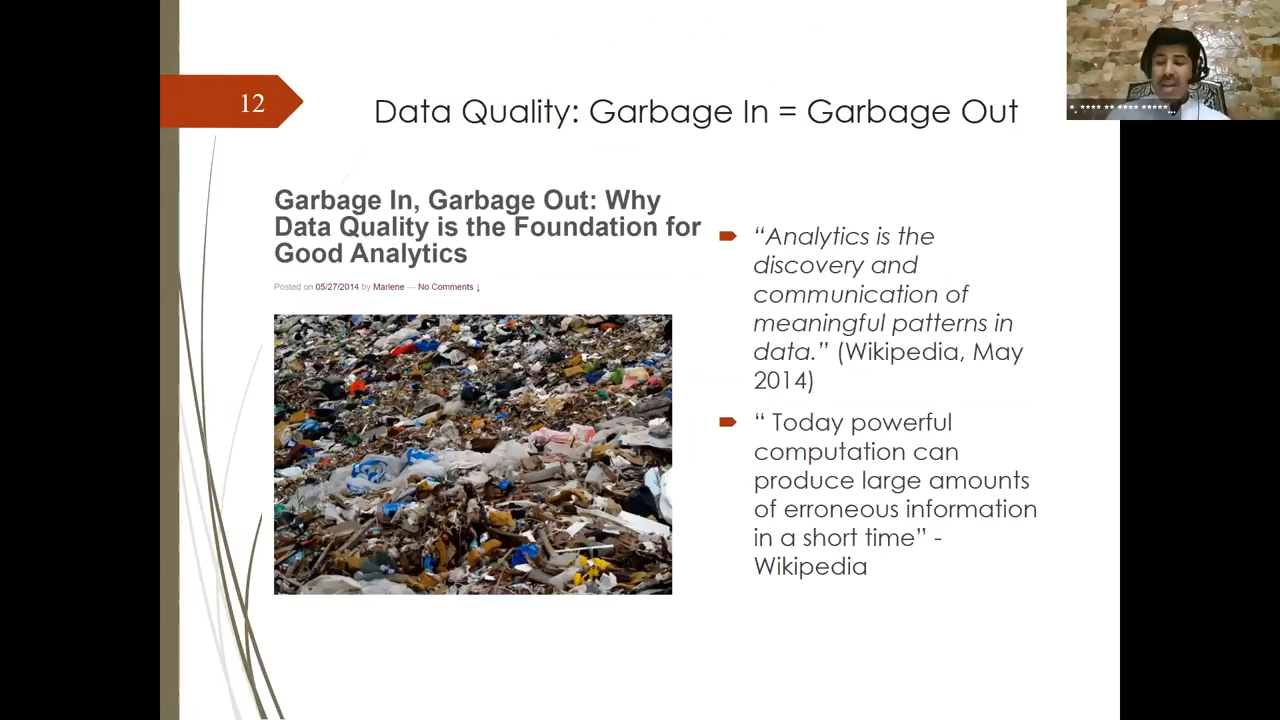 12
Data Quality: Garbage In = Garbage Out
Garbage In, Garbage Out: Why
Data Quality is the Foundation for
Good Analytics
Posted on 05/27/2014 by Marlene — No Comments ↓
“Analytics is the
discovery and
communication of
meaningful patterns in
data.” (Wikipedia, May
2014)
“ Today powerful
computation can
produce large amounts
of erroneous information
in a short time” -
Wikipedia